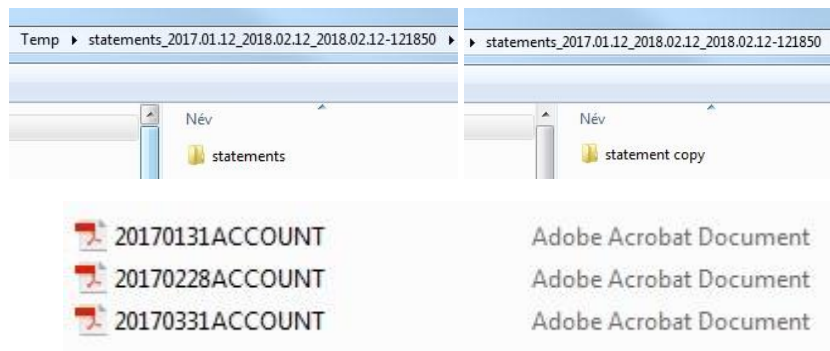 Temp ▸ statements_2017.01.12_2018.02.12_2018.02.12-121850 ▸
▸ statements_2017.01.12_2018.02.12_2018.02.12-121850
Név
Név
statements
statement copy
20170131ACCOUNT Adobe Acrobat Document
20170228ACCOUNT Adobe Acrobat Document
20170331ACCOUNT Adobe Acrobat Document